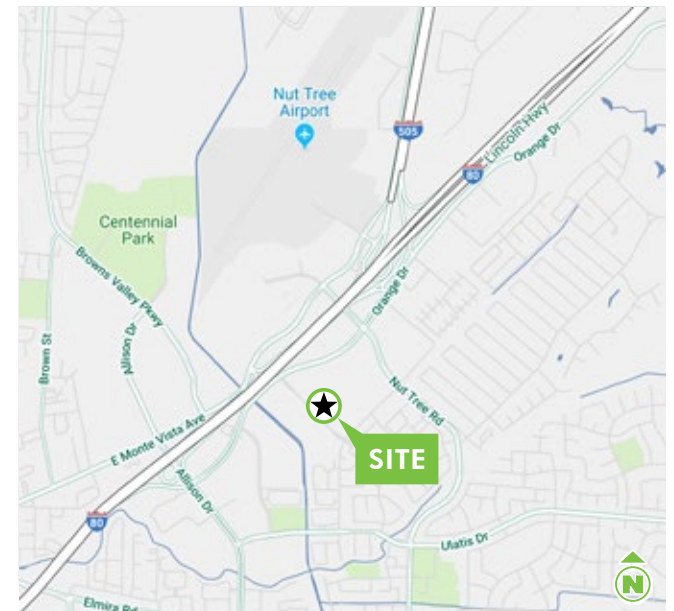 Nut Tree
Airport
505
Lincoln Hwy
80
Orange Dr
Centennial
Park
Browns Valley Pkwy
Allison Dr
Brown St
Orange Dr
Nut Tree Rd
E Monte Vista Ave
SITE
Allison Dr
80
Ulatis Dr
Elmira Rd
N